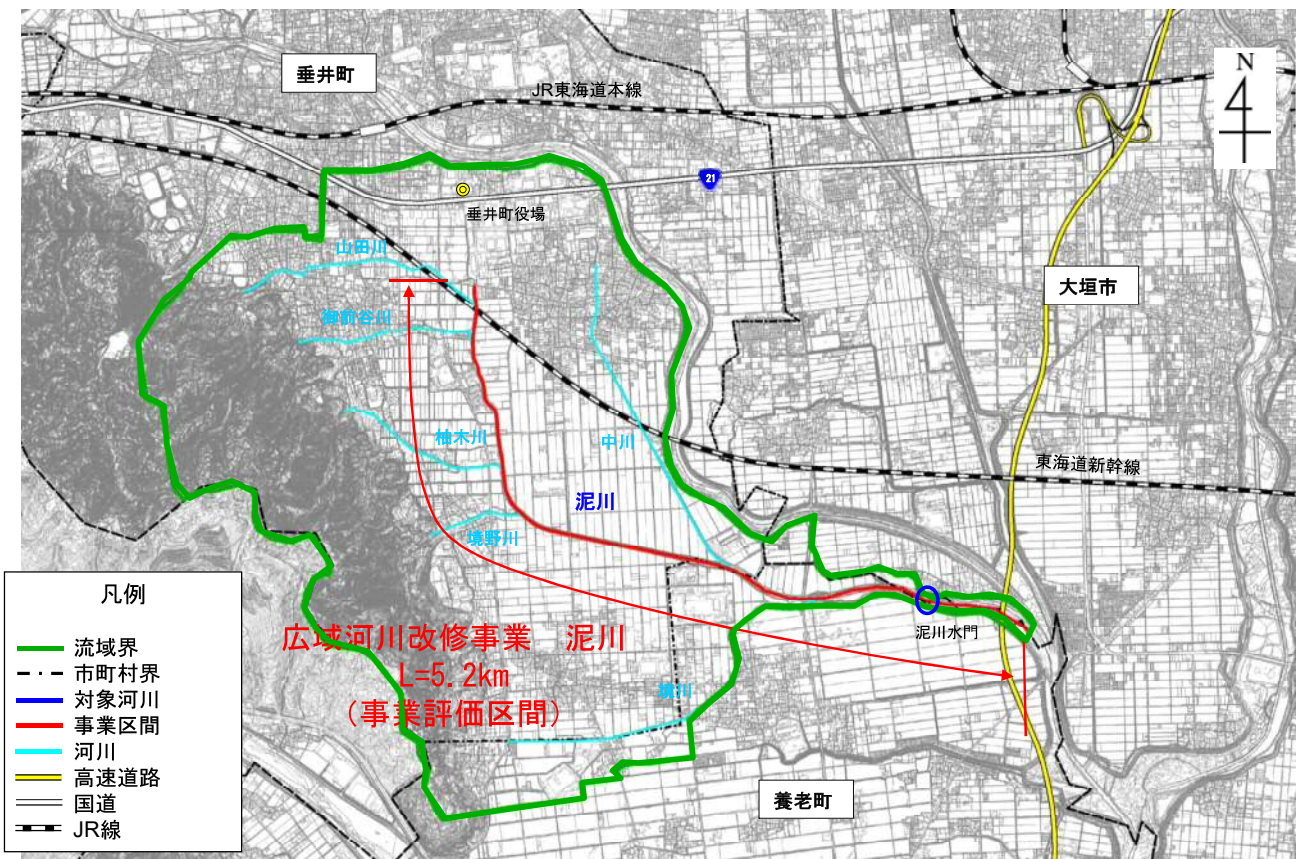 垂井町
JR東海道本線
N
21
垂井町役場
山田川
大垣市
御前谷川
柚木川
中川
東海道新幹線
泥川
境野川
凡例
流域界
市町村界
対象河川
事業区間
河川
高速道路
国道
JR線
泥川水門
広域河川改修事業 泥川
L=5.2km
(事業評価区間)
養老町